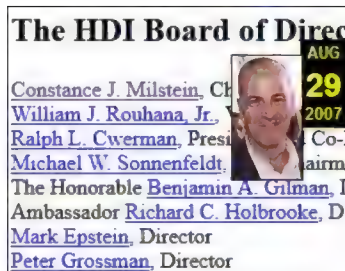 The HDI Board of Direc
AUG
29
2007
Constance J. Milstein, Ch
William J. Rouhana, Jr.,
Ralph L. Cwerman, Presi Co-
Michael W. Sonnenfeldt, airm
The Honorable Benjamin A. Gilman,
Ambassador Richard C. Holbrooke, D
Mark Epstein, Director
Peter Grossman, Director